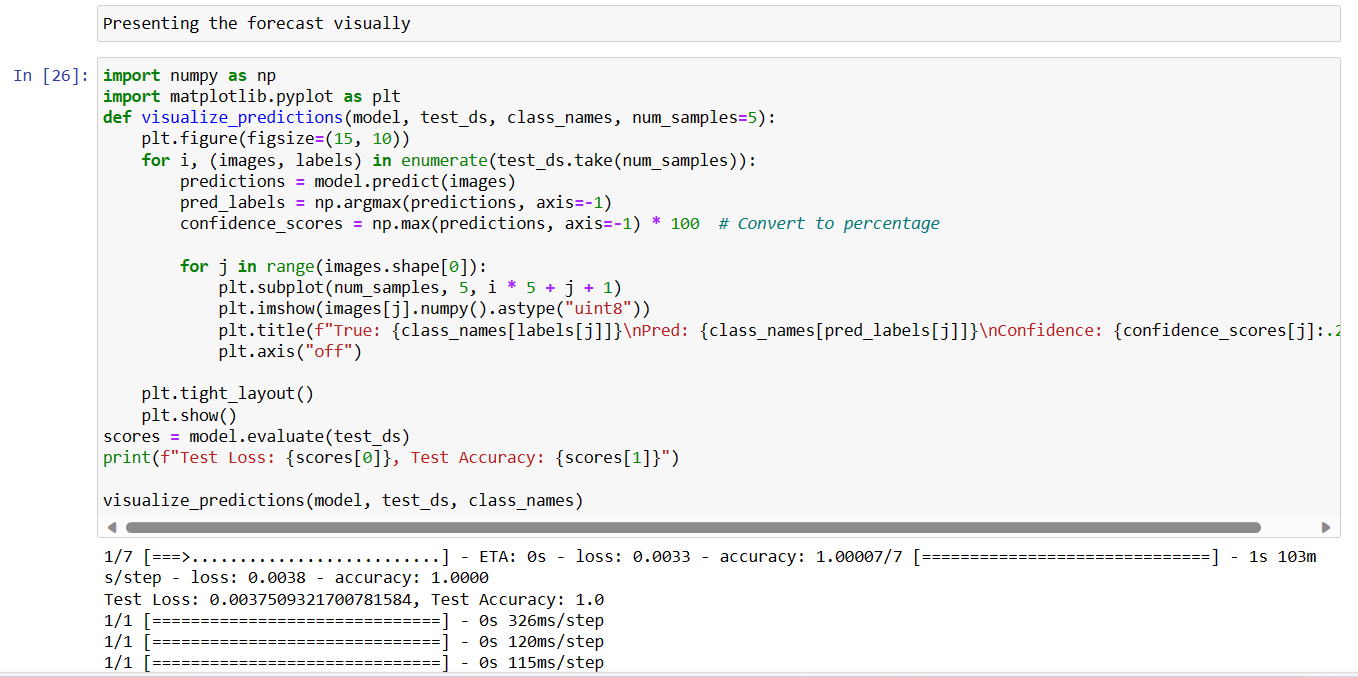 Presenting the forecast visually
In [26]:
import numpy as np
import matplotlib.pyplot as plt
def visualize_predictions(model, test_ds, class_names, num_samples=5):
    plt.figure(figsize=(15, 10))
    for i, (images, labels) in enumerate(test_ds.take(num_samples)):
        predictions = model.predict(images)
        pred_labels = np.argmax(predictions, axis=-1)
        confidence_scores = np.max(predictions, axis=-1) * 100  # Convert to percentage
        for j in range(images.shape[0]):
            plt.subplot(num_samples, 5, i * 5 + j + 1)
            plt.imshow(images[j].numpy().astype("uint8"))
            plt.title(f"True: {class_names[labels[j]]}\nPred: {class_names[pred_labels[j]]}\nConfidence: {confidence_scores[j]:.2
            plt.axis("off")
    plt.tight_layout()
    plt.show()
scores = model.evaluate(test_ds)
print(f"Test Loss: {scores[0]}, Test Accuracy: {scores[1]}")
visualize_predictions(model, test_ds, class_names)
1/7 [===>..........................] - ETA: 0s - loss: 0.0033 - accuracy: 1.00007/7 [==============================] - 1s 103m
s/step - loss: 0.0038 - accuracy: 1.0000
Test Loss: 0.0037509321700781584, Test Accuracy: 1.0
1/1 [==============================] - 0s 326ms/step
1/1 [==============================] - 0s 120ms/step
1/1 [==============================] - 0s 115ms/step